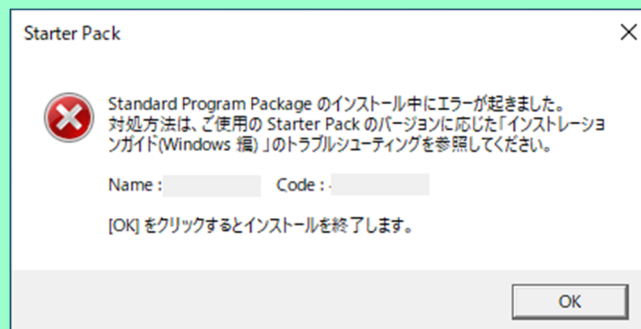 Starter Pack
Standard Program Package のインストール中にエラーが起きました。
対処方法は、ご使用の Starter Pack のバージョンに応じた「インストレーショ
ンガイド(Windows 編) 」のトラブルシューティングを参照してください。
Name : Code : -
[OK] をクリックするとインストールを終了します。
OK